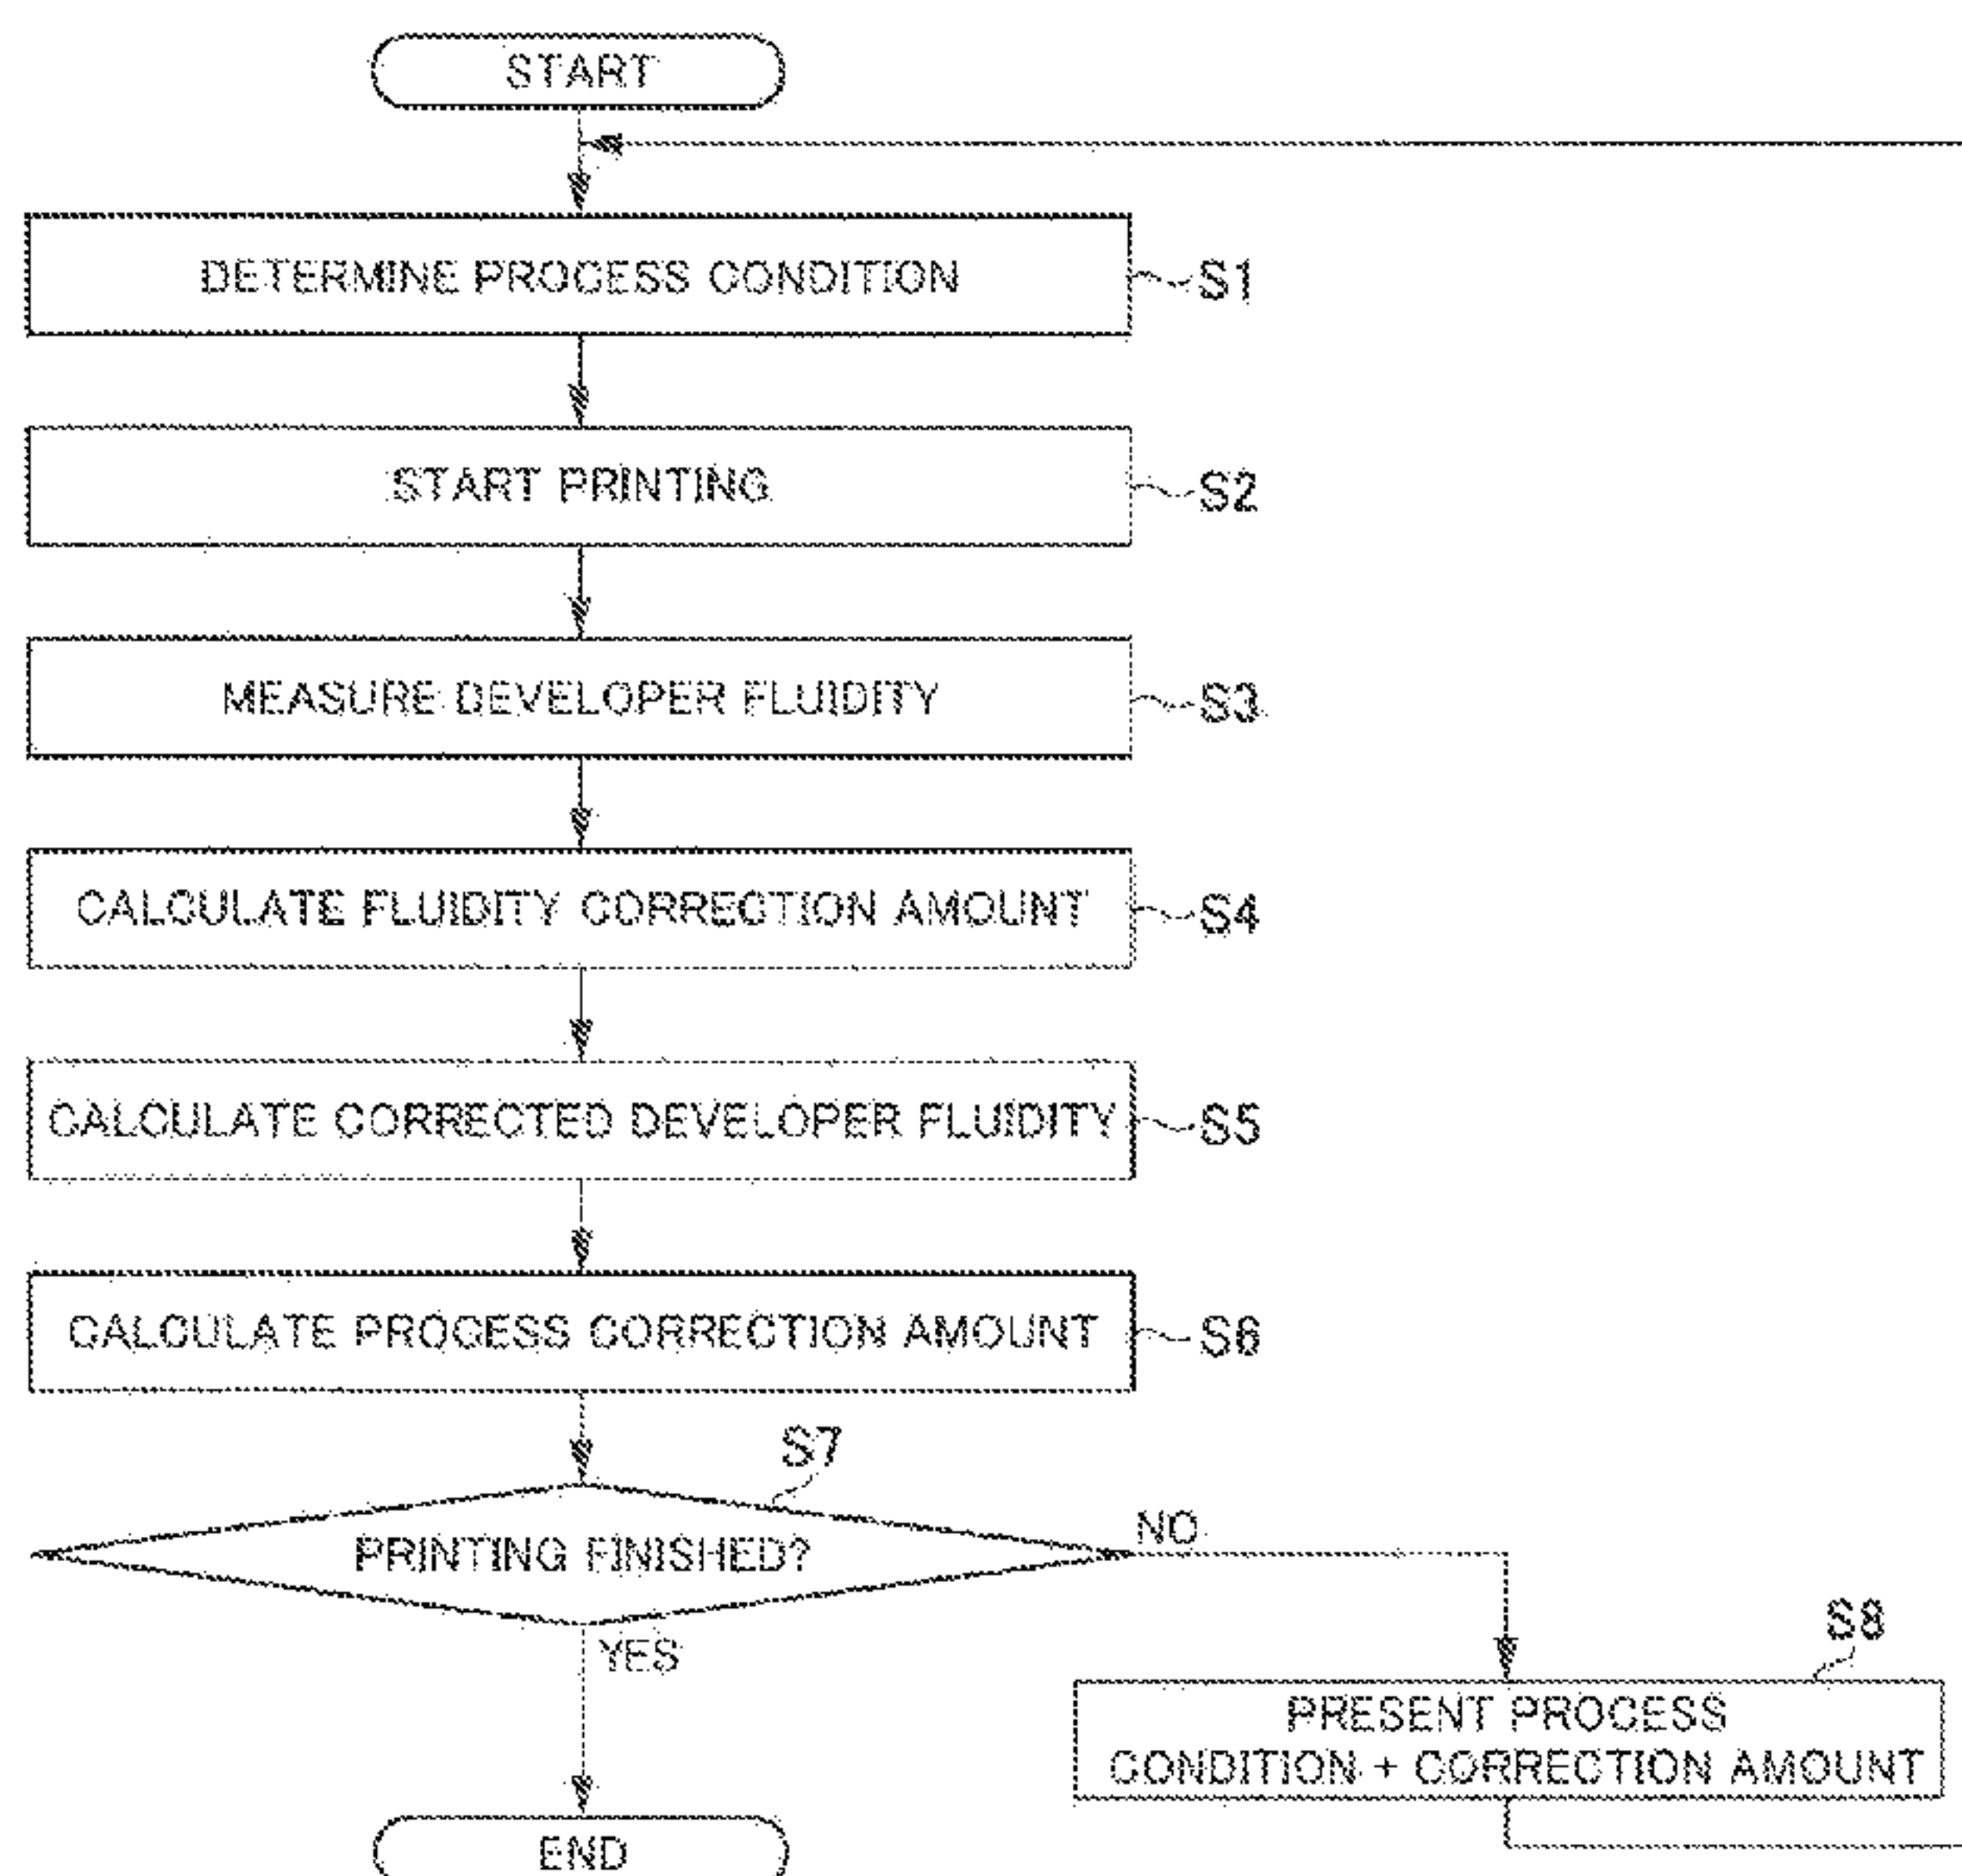 START
DETERMINE PROCESS CONDITION
S1
START PRINTING
S2
MEASURE DEVELOPER FLUIDITY
S3
CALCULATE FLUIDITY CORRECTION AMOUNT
S4
CALCULATE CORRECTED DEVELOPER FLUIDITY
S5
CALCULATE PROCESS CORRECTION AMOUNT
S6
S7
PRINTING FINISHED?
NO
YES
S8
PRESENT PROCESS
CONDITION + CORRECTION AMOUNT
END